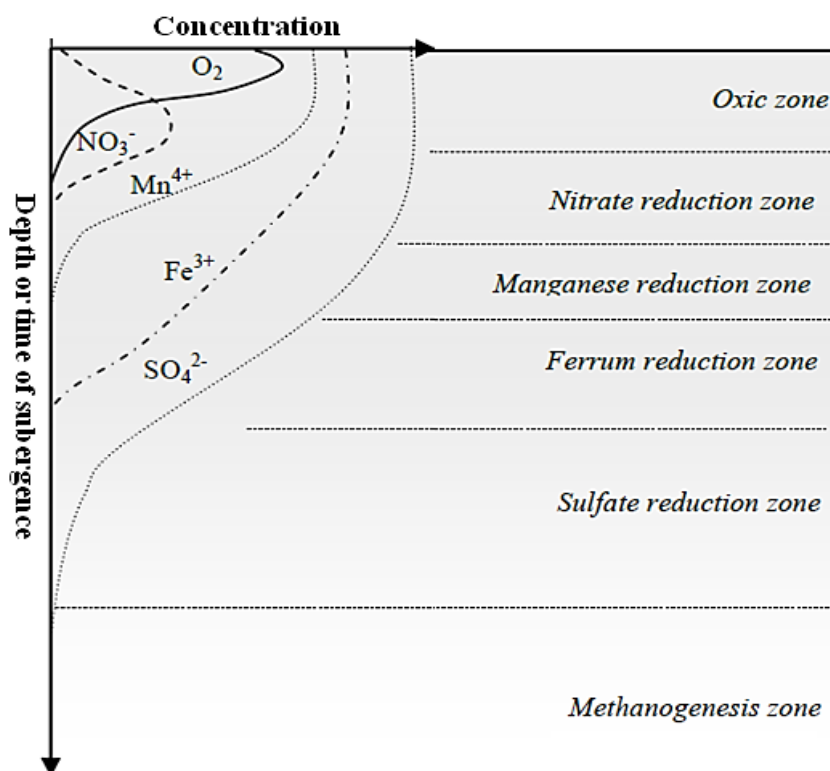 Concentration
O₂
Oxic zone
NO₃⁻
Mn⁴⁺
Nitrate reduction zone
Depth or time of subergence
Fe³⁺
Manganese reduction zone
SO₄²⁻
Ferrum reduction zone
Sulfate reduction zone
Methanogenesis zone